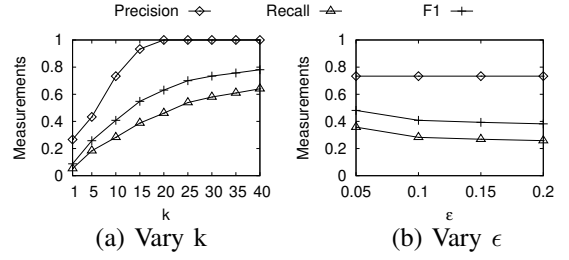 Precision Recall F1
Measurements
1
0.8
0.6
0.4
0.2
0
1 5 10 15 20 25 30 35 40
k
(a) Vary k
Measurements
1
0.8
0.6
0.4
0.2
0
0.05 0.1 0.15 0.2
ε
(b) Vary ϵ